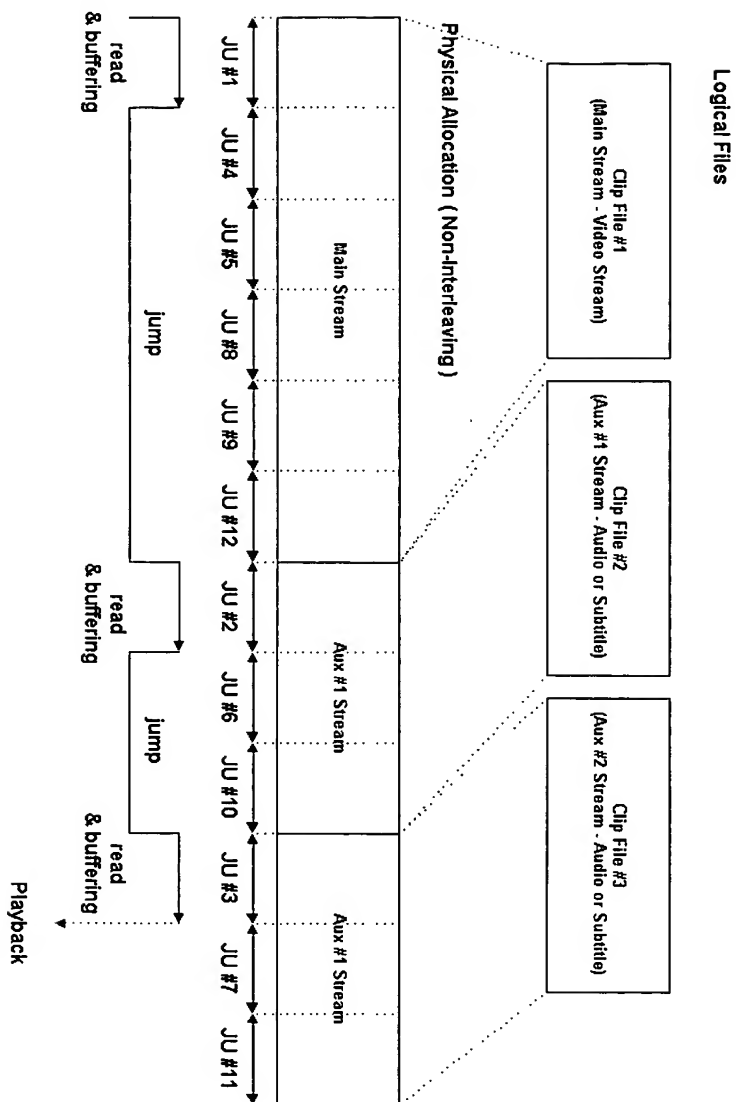 Logical Files
Clip File #1
(Main Stream - Video Stream)
Clip File #2
(Aux #1 Stream - Audio or Subtitle)
Clip File #3
(Aux #2 Stream - Audio or Subtitle)
Physical Allocation ( Non-Interleaving )
Main Stream
Aux #1 Stream
Aux #1 Stream
JU #1
JU #4
JU #5
JU #8
JU #9
JU #12
JU #2
JU #6
JU #10
JU #3
JU #7
JU #11
read
& buffering
jump
read
& buffering
jump
read
& buffering
Playback